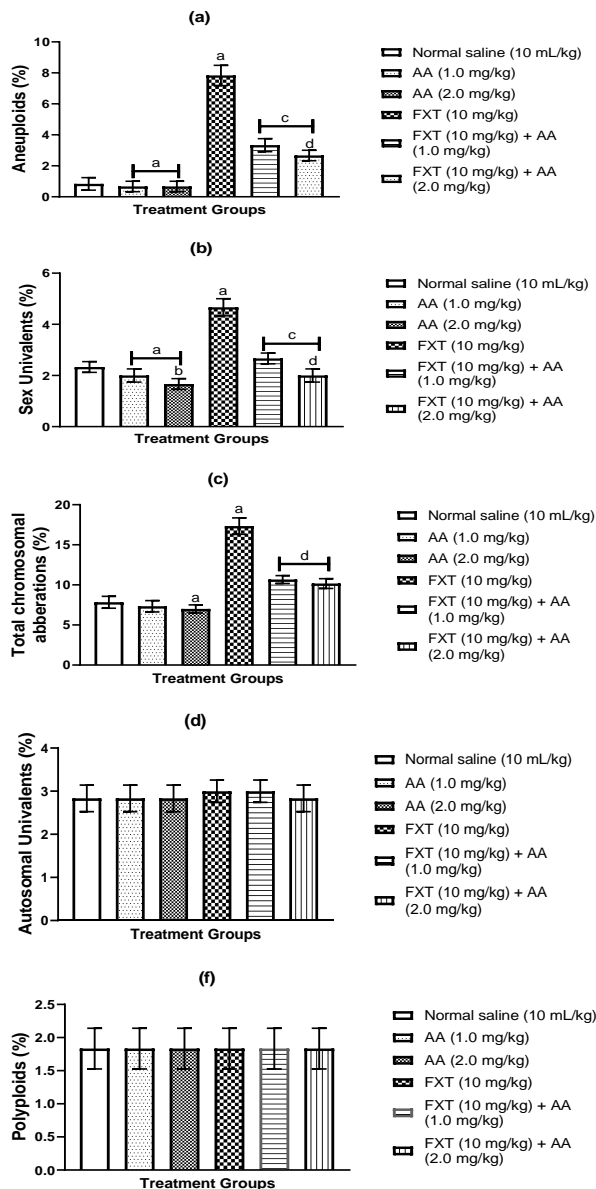 (a)
Aneuploids (%)
10
8
6
4
2
0
a
a
c
d
Treatment Groups
Normal saline (10 mL/kg)
AA (1.0 mg/kg)
AA (2.0 mg/kg)
FXT (10 mg/kg)
FXT (10 mg/kg) + AA
(1.0 mg/kg)
FXT (10 mg/kg) + AA
(2.0 mg/kg)
(b)
Sex Univalents (%)
6
4
2
0
a
b
a
c
d
Treatment Groups
Normal saline (10 mL/kg)
AA (1.0 mg/kg)
AA (2.0 mg/kg)
FXT (10 mg/kg)
FXT (10 mg/kg) + AA
(1.0 mg/kg)
FXT (10 mg/kg) + AA
(2.0 mg/kg)
(c)
Total chromosomal
abberations (%)
20
15
10
5
0
a
a
d
Treatment Groups
Normal saline (10 mL/kg)
AA (1.0 mg/kg)
AA (2.0 mg/kg)
FXT (10 mg/kg)
FXT (10 mg/kg) + AA
(1.0 mg/kg)
FXT (10 mg/kg) + AA
(2.0 mg/kg)
(d)
Autosomal Univalents (%)
4
3
2
1
0
Treatment Groups
Normal saline (10 mL/kg)
AA (1.0 mg/kg)
AA (2.0 mg/kg)
FXT (10 mg/kg)
FXT (10 mg/kg) + AA
(1.0 mg/kg)
FXT (10 mg/kg) + AA
(2.0 mg/kg)
(f)
Polyploids (%)
2.5
2.0
1.5
1.0
0.5
0.0
Treatment Groups
Normal saline (10 mL/kg)
AA (1.0 mg/kg)
AA (2.0 mg/kg)
FXT (10 mg/kg)
FXT (10 mg/kg) + AA
(1.0 mg/kg)
FXT (10 mg/kg) + AA
(2.0 mg/kg)